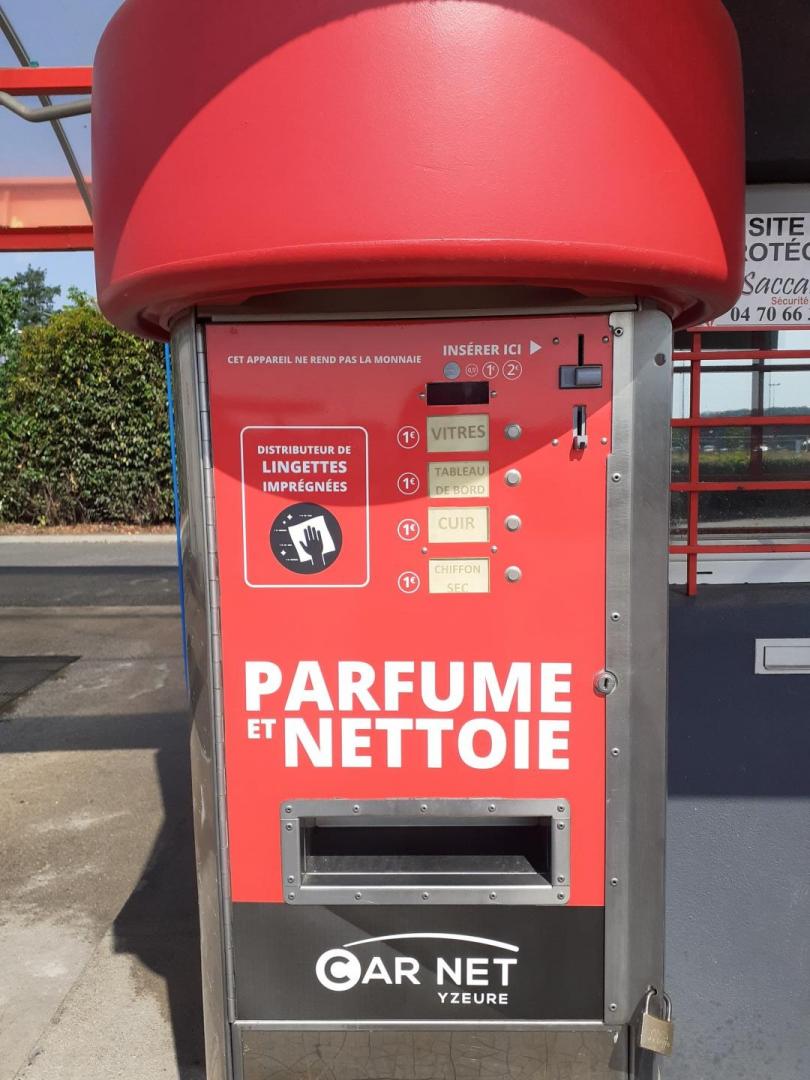 SITE
Sécurité
04 70 66
CET APPAREIL NE REND PAS LA MONNAIE
INSÉRER ICI
1€ 2€
DISTRIBUTEUR DE
LINGETTES
IMPRÉGNÉES
1€ VITRES
1€ TABLEAU
DE BORD
1€ CUIR
1€ CHIFFON
SEC
PARFUME
ET NETTOIE
CAR NET
YZEURE